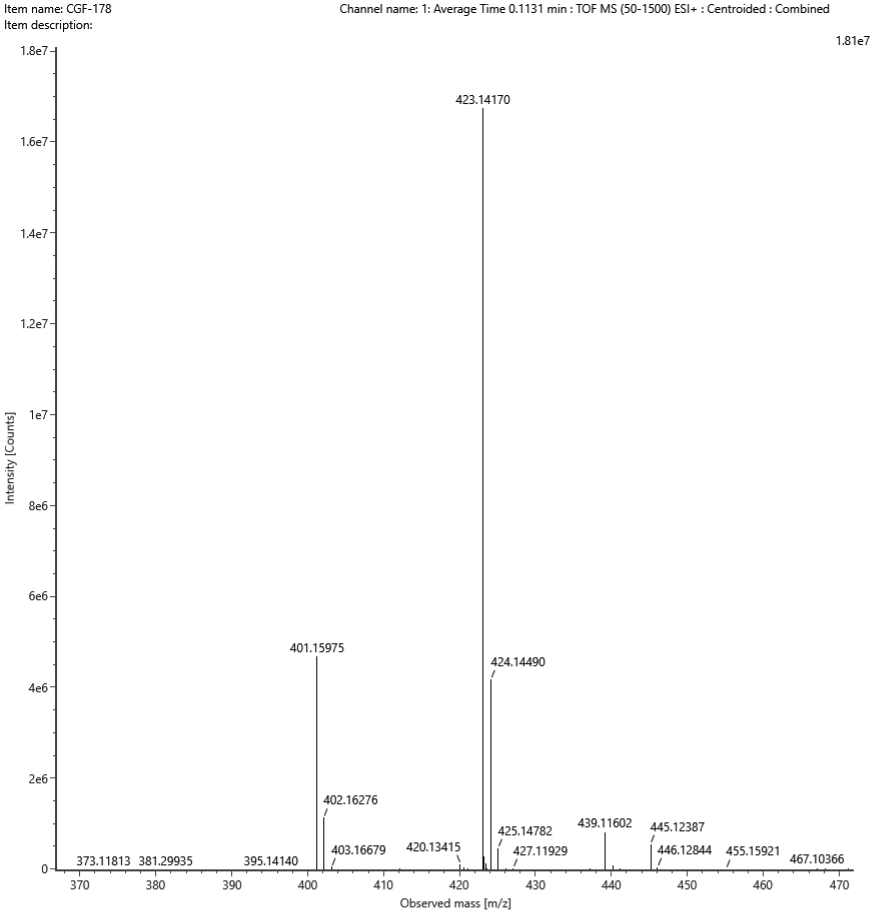 Item name: CGF-178
Channel name: 1: Average Time 0.1131 min : TOF MS (50-1500) ESI+ : Centroided : Combined
Item description:
1.81e7
1.8e7
423.14170
1.6e7
1.4e7
1.2e7
1e7
Intensity [Counts]
8e6
6e6
401.15975
424.14490
4e6
2e6
402.16276
439.11602
445.12387
425.14782
403.16679
420.13415
427.11929
446.12844
455.15921
373.11813
381.29935
395.14140
467.10366
0
370
380
390
400
410
420
430
440
450
460
470
Observed mass [m/z]